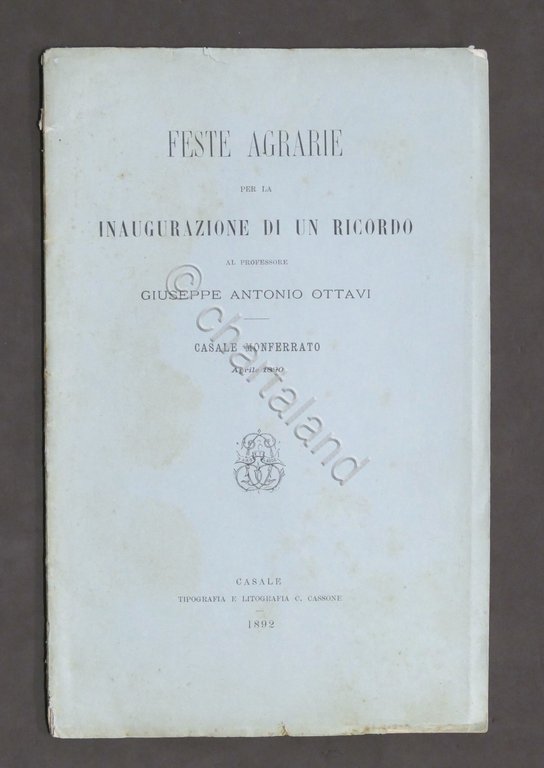 FESTE AGRARIE
PER LA
INAUGURAZIONE DI UN RICORDO
AL PROFESSORE
GIUSEPPE ANTONIO OTTAVI
CASALE MONFERRATO
Aprile 1890
© chartaland
CASALE
TIPOGRAFIA E LITOGRAFIA C. CASSONE
1892